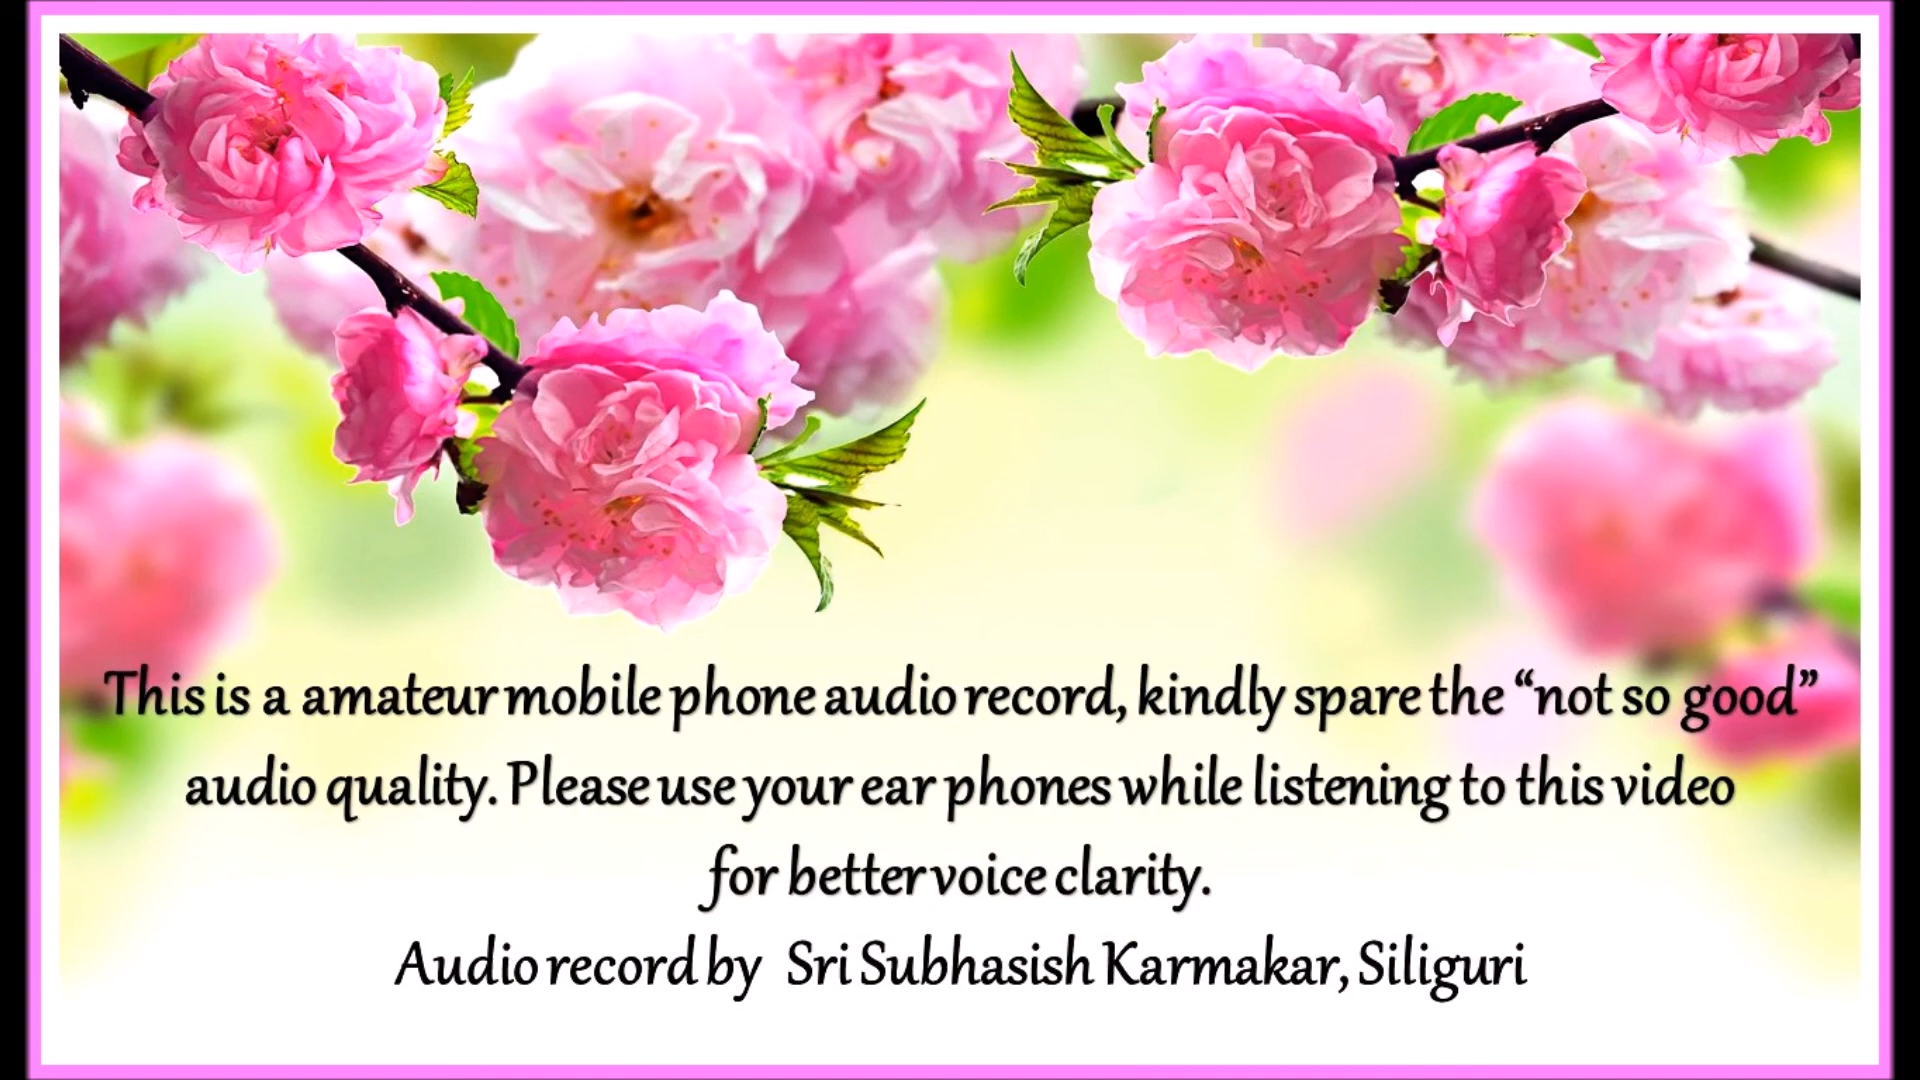 This is a amateur mobile phone audio record, kindly spare the “not so good”
audio quality. Please use your ear phones while listening to this video
for better voice clarity.
Audio record by Sri Subhasish Karmakar, Siliguri